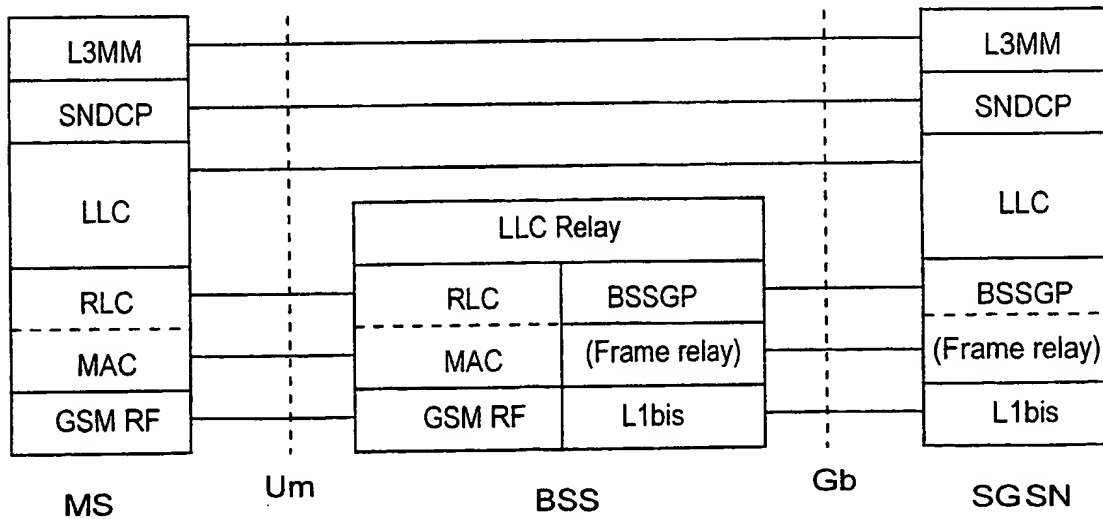 L3MM
SNDCP
LLC
RLC
MAC
GSM RF
MS
Um
LLC Relay
RLC
BSSGP
MAC
(Frame relay)
GSM RF
L1bis
BSS
Gb
L3MM
SNDCP
LLC
BSSGP
(Frame relay)
L1bis
SGSN